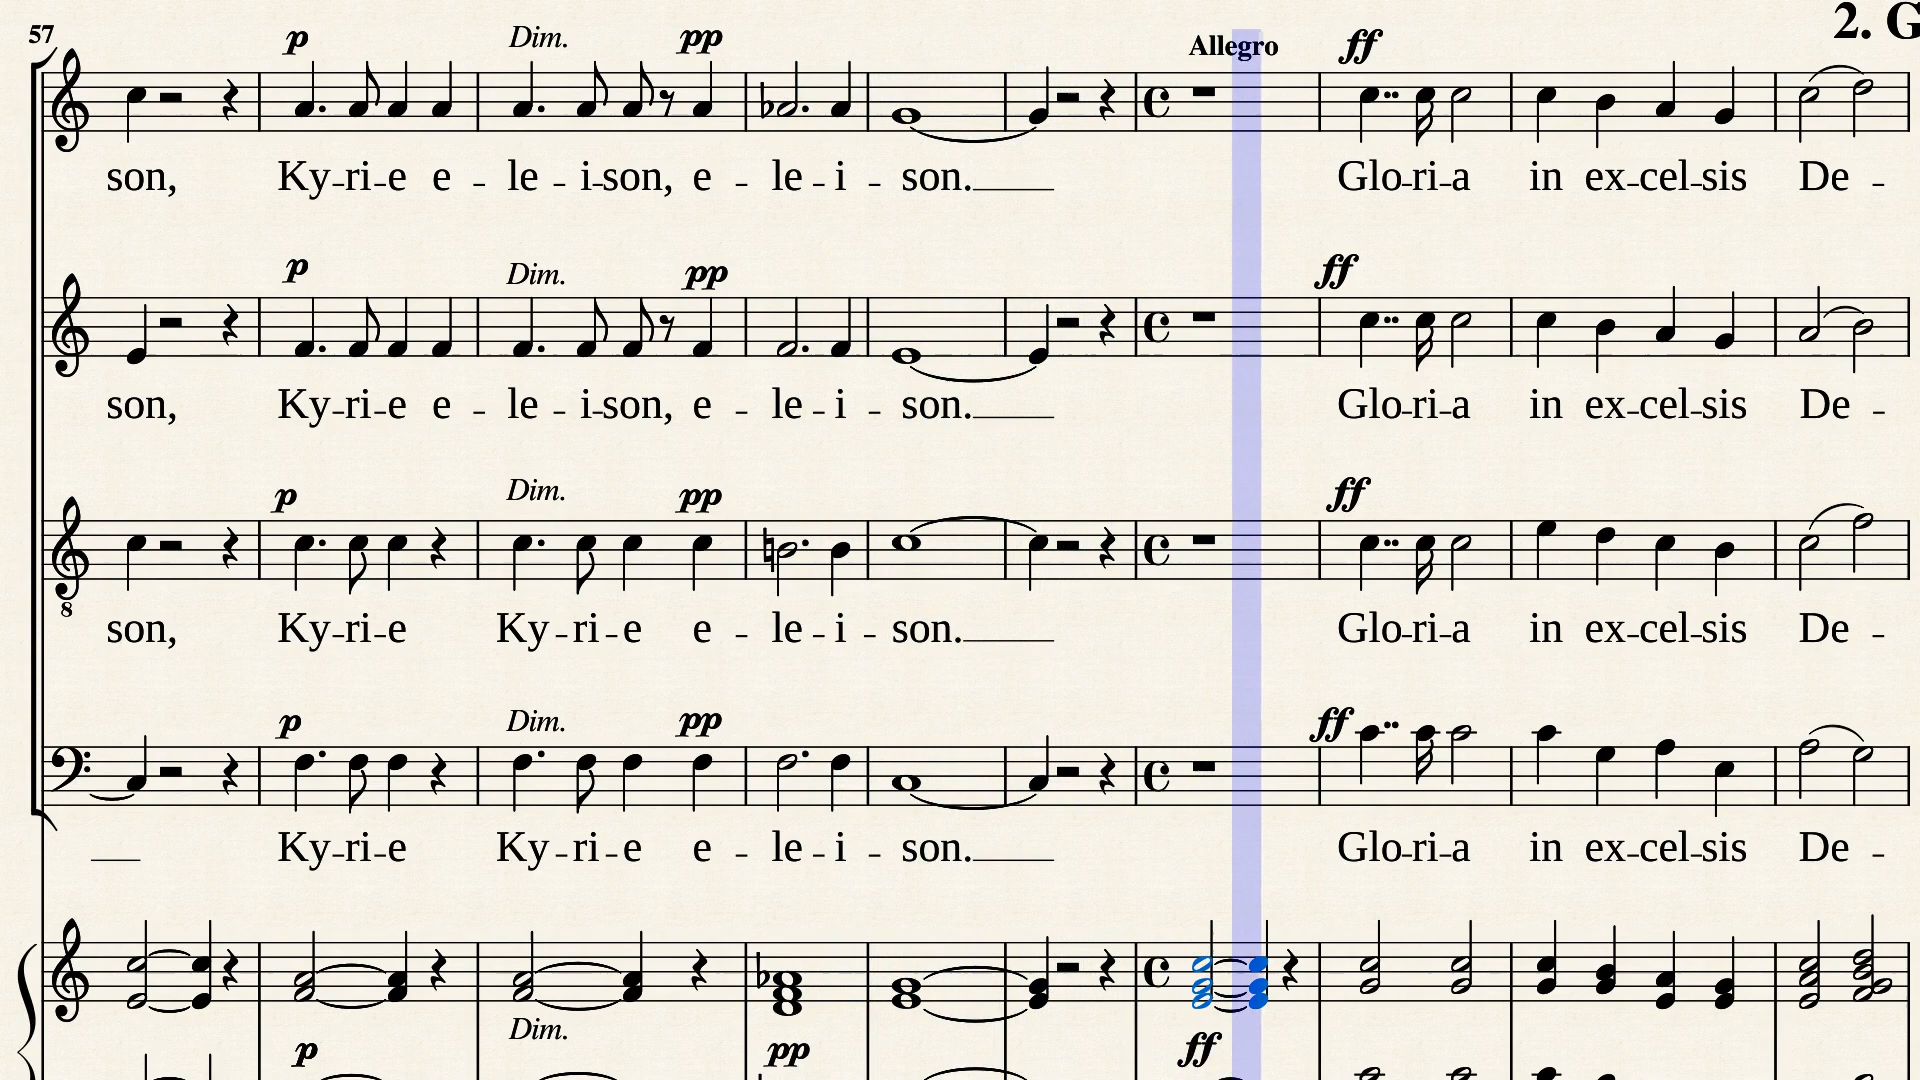 2. G
57 p Dim. pp Allegro ff
son, Ky-ri-e e - le - i-son, e - le - i - son. Glo-ri-a in ex-cel-sis De -
p Dim. pp ff
son, Ky-ri-e e - le - i-son, e - le - i - son. Glo-ri-a in ex-cel-sis De -
p Dim. pp ff
8
son, Ky-ri-e Ky-ri-e e - le - i - son. Glo-ri-a in ex-cel-sis De -
p Dim. pp ff
Ky-ri-e Ky-ri-e e - le - i - son. Glo-ri-a in ex-cel-sis De -
Dim.
p pp ff